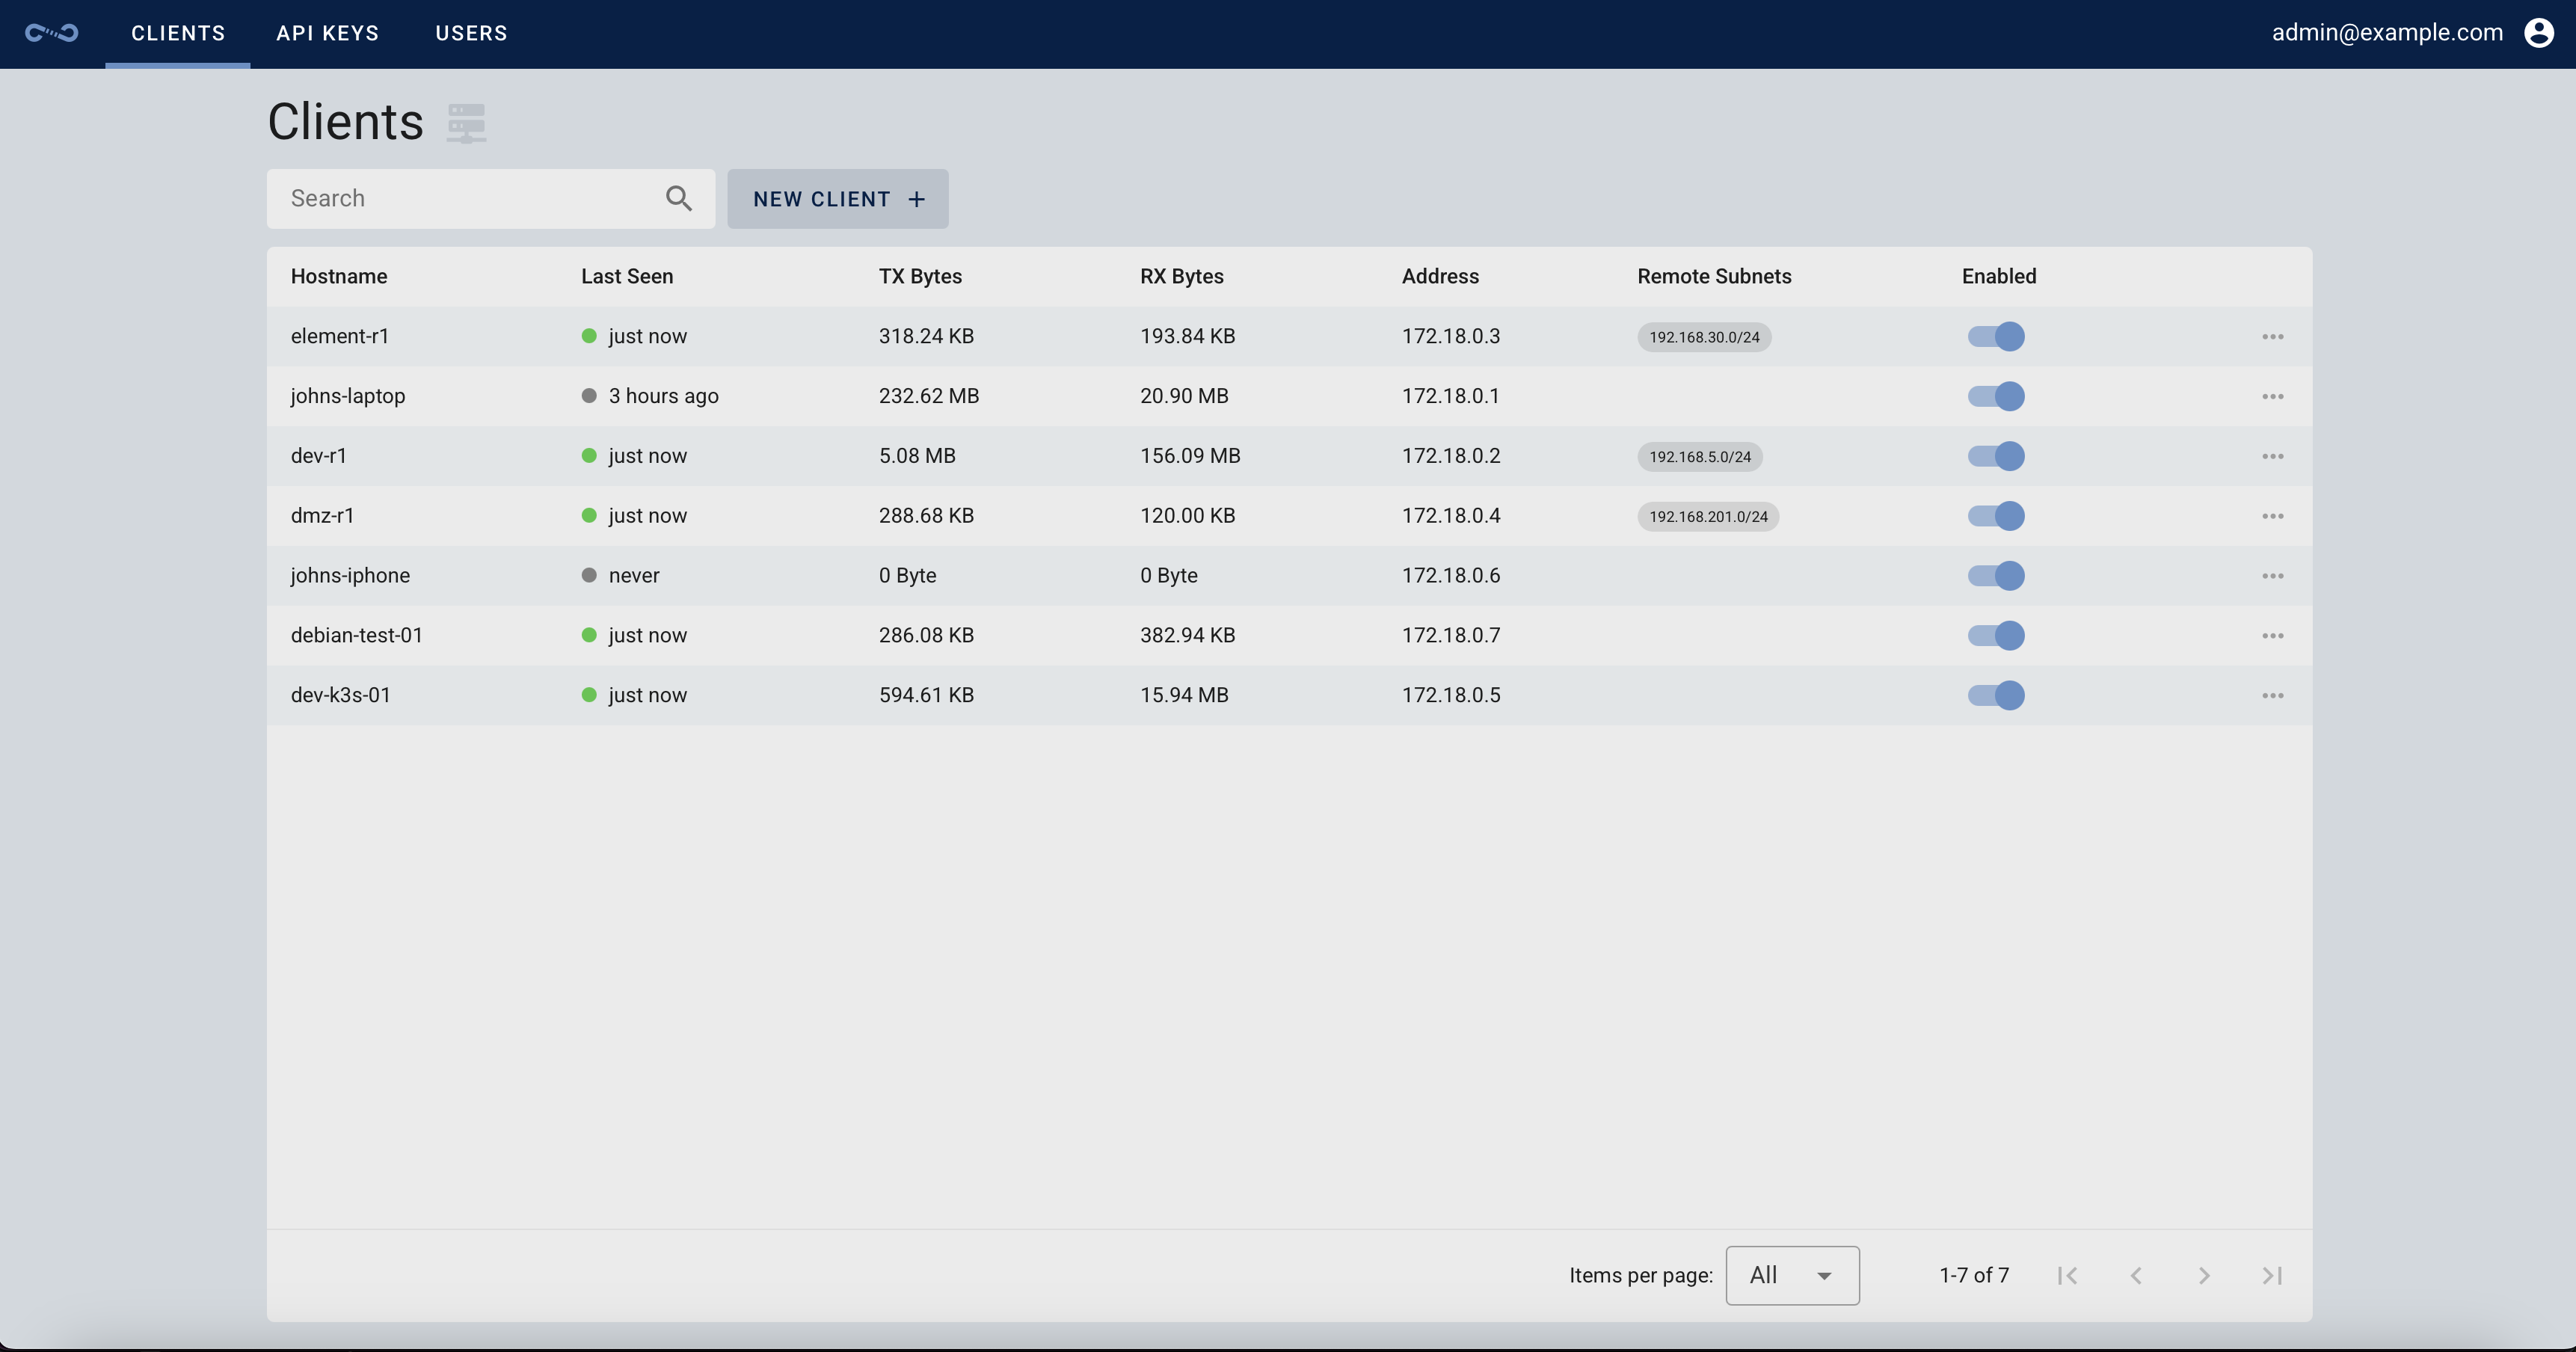 CLIENTS API KEYS USERS admin@example.com
Clients
Search NEW CLIENT +
Hostname Last Seen TX Bytes RX Bytes Address Remote Subnets Enabled
element-r1 just now 318.24 KB 193.84 KB 172.18.0.3 192.168.30.0/24
johns-laptop 3 hours ago 232.62 MB 20.90 MB 172.18.0.1
dev-r1 just now 5.08 MB 156.09 MB 172.18.0.2 192.168.5.0/24
dmz-r1 just now 288.68 KB 120.00 KB 172.18.0.4 192.168.201.0/24
johns-iphone never 0 Byte 0 Byte 172.18.0.6
debian-test-01 just now 286.08 KB 382.94 KB 172.18.0.7
dev-k3s-01 just now 594.61 KB 15.94 MB 172.18.0.5
Items per page: All 1-7 of 7